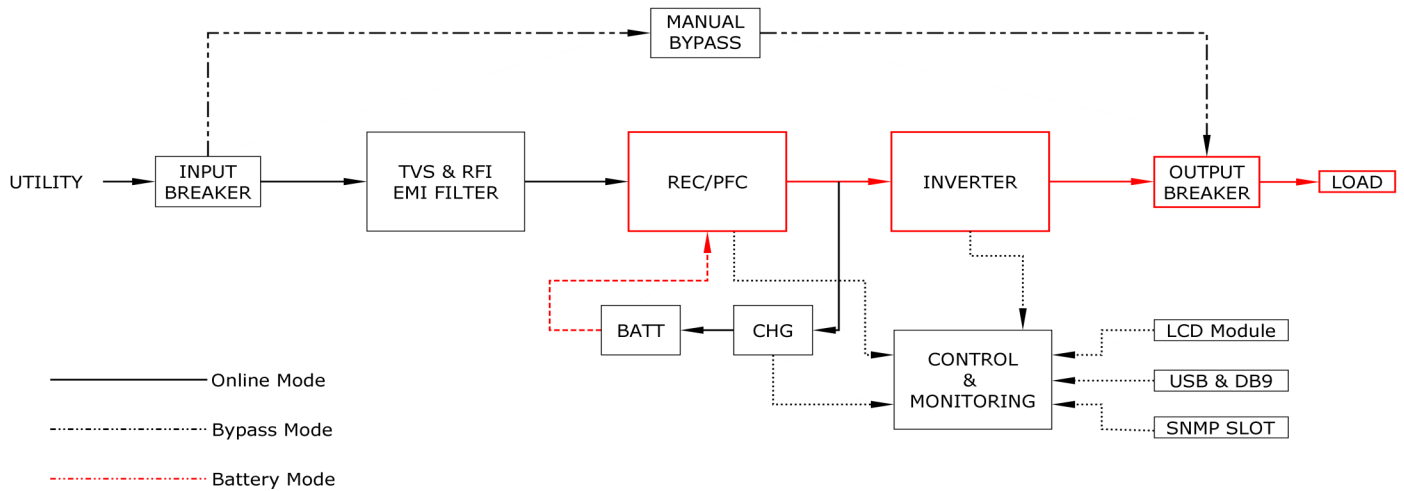 MANUAL
BYPASS
UTILITY
INPUT
BREAKER
TVS & RFI
EMI FILTER
REC/PFC
INVERTER
OUTPUT
BREAKER
LOAD
BATT
CHG
CONTROL
&
MONITORING
LCD Module
USB & DB9
SNMP SLOT
Online Mode
Bypass Mode
Battery Mode